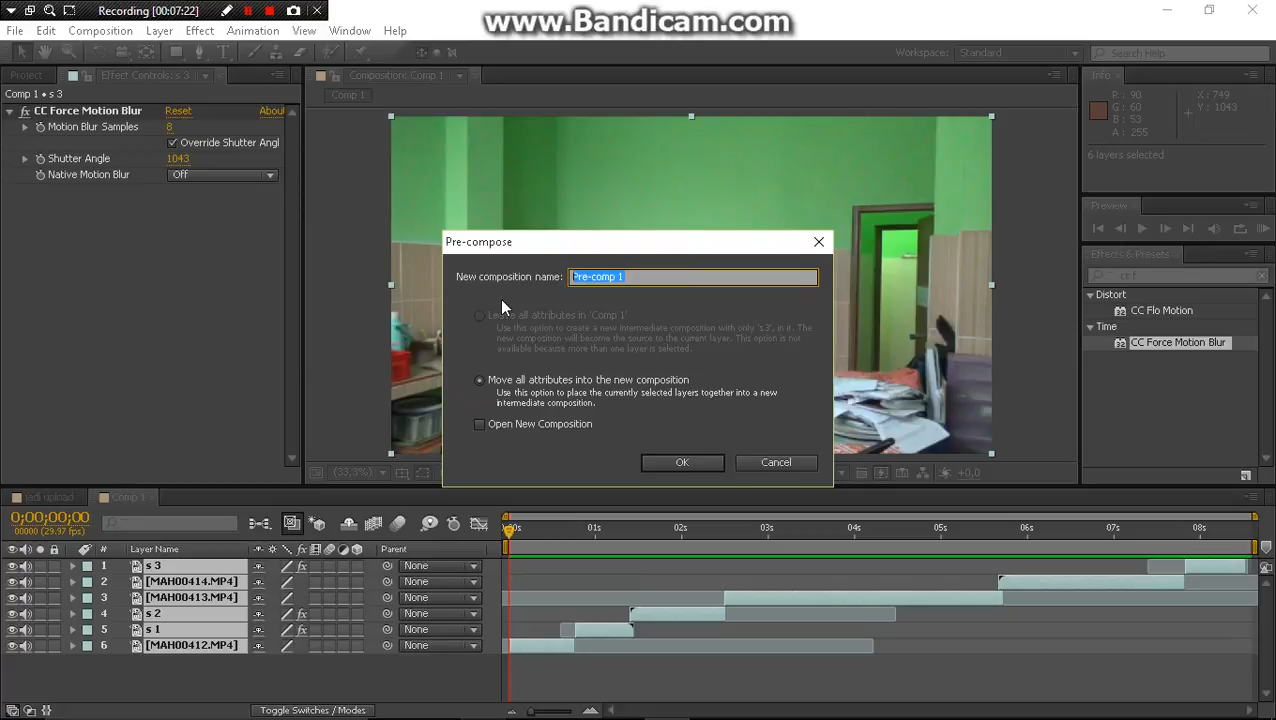 Recording [00:07:22]
www.Bandicam.com
File Edit Composition Layer Effect Animation View Window Help
Workspace: Standard
Search Help
Project
Effect Controls: s 3
Composition: Comp 1
Info
Comp 1 • s 3
Comp 1
R: 90
G: 60
B: 53
A: 255
X: 749
Y: 1043
6 layers selected
fx CC Force Motion Blur Reset About
Motion Blur Samples 8
Override Shutter Angl
Shutter Angle 1043
Native Motion Blur Off
Preview
Effects & Presets
Distort
CC Flo Motion
Time
CC Force Motion Blur
Pre-compose
New composition name: Pre-comp 1
Leave all attributes in 'Comp 1'
Use this option to create a new intermediate composition with only 's 3', in it. The
new composition will become the source to the current layer. This option is not
available because more than one layer is selected.
Move all attributes into the new composition
Use this option to place the currently selected layers together into a new
intermediate composition.
Open New Composition
OK Cancel
(33,3%)
+0,0
jadi upload
Comp 1
0;00;00;00
00000 (29.97 fps)
# Layer Name Parent
00s 01s 02s 03s 04s 05s 06s 07s 08s
1 s 3 None
2 [MAH00414.MP4] None
3 [MAH00413.MP4] None
4 s 2 None
5 s 1 None
6 [MAH00412.MP4] None
Toggle Switches / Modes